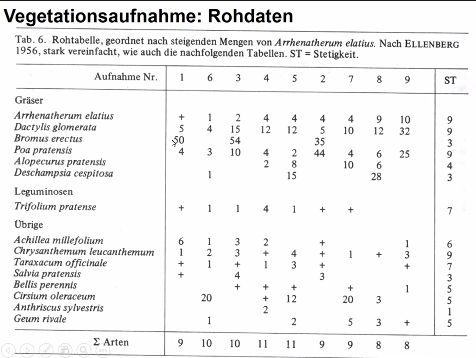 Vegetationsaufnahme: Rohdaten
Tab. 6. Rohtabelle, geordnet nach steigenden Mengen von Arrhenatherum elatius. Nach ELLENBERG
1956, stark vereinfacht, wie auch die nachfolgenden Tabellen. ST = Stetigkeit.
Aufnahme Nr. 1 6 3 4 5 2 7 8 9 ST
Gräser
Arrhenatherum elatius + 1 2 4 4 4 4 9 10 9
Dactylis glomerata 5 4 15 12 12 5 10 12 32 9
Bromus erectus 50 54 35 3
Poa pratensis 4 3 10 4 2 44 4 6 25 9
Alopecurus pratensis 2 8 10 6 4
Deschampsia cespitosa 1 15 28 3
Leguminosen
Trifolium pratense + 1 1 4 1 + + 7
Übrige
Achillea millefolium 6 1 3 2 + 1 6
Chrysanthemum leucanthemum 1 2 3 + 4 + 1 + 3 9
Taraxacum officinale + 1 + 1 3 + + 7
Salvia pratensis + 4 3 3
Bellis perennis + + + + 1 5
Cirsium oleraceum 20 + 12 20 3 5
Anthriscus sylvestris 2 1
Geum rivale 1 2 5 3 + 5
Σ Arten 9 10 10 11 11 9 9 8 8